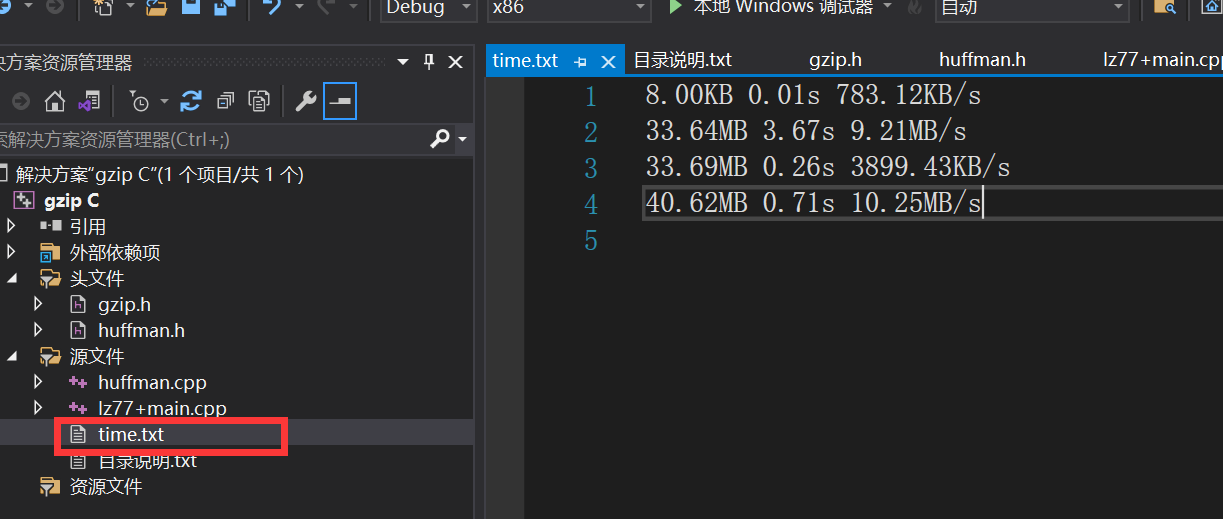 Debug
x86
本地 Windows 调试器
自动
决方案资源管理器
索解决方案资源管理器(Ctrl+;)
解决方案“gzip C”(1 个项目/共 1 个)
gzip C
引用
外部依赖项
头文件
gzip.h
huffman.h
源文件
huffman.cpp
lz77+main.cpp
time.txt
目录说明.txt
资源文件
time.txt 目录说明.txt gzip.h huffman.h lz77+main.cpp
1 8.00KB 0.01s 783.12KB/s
2 33.64MB 3.67s 9.21MB/s
3 33.69MB 0.26s 3899.43KB/s
4 40.62MB 0.71s 10.25MB/s
5